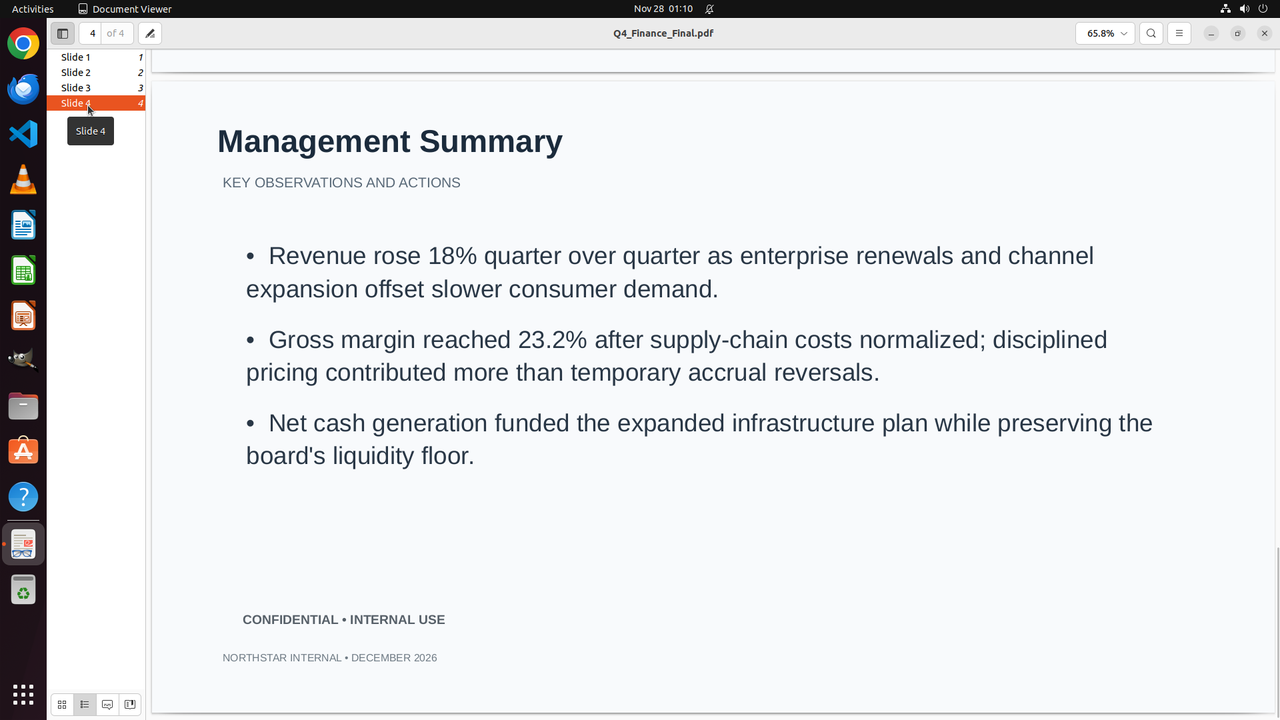 Activities
Document Viewer
Nov 28 01:10
4
of 4
Q4_Finance_Final.pdf
65.8%
Slide 1 1
Slide 2 2
Slide 3 3
Slide 4 4
Slide 4
Management Summary
KEY OBSERVATIONS AND ACTIONS
• Revenue rose 18% quarter over quarter as enterprise renewals and channel
expansion offset slower consumer demand.
• Gross margin reached 23.2% after supply-chain costs normalized; disciplined
pricing contributed more than temporary accrual reversals.
• Net cash generation funded the expanded infrastructure plan while preserving the
board's liquidity floor.
CONFIDENTIAL • INTERNAL USE
NORTHSTAR INTERNAL • DECEMBER 2026